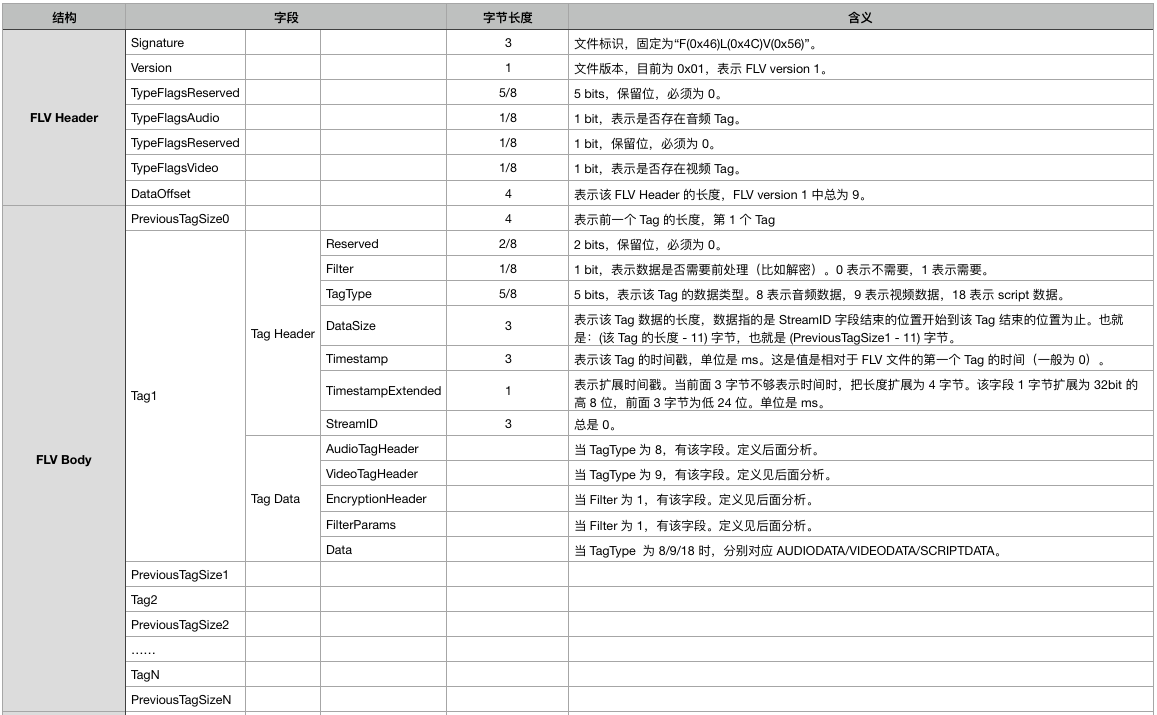 结构 字段 字节长度 含义
FLV Header
Signature 3 文件标识，固定为“F(0x46)L(0x4C)V(0x56)”。
Version 1 文件版本，目前为 0x01，表示 FLV version 1。
TypeFlagsReserved 5/8 5 bits，保留位，必须为 0。
TypeFlagsAudio 1/8 1 bit，表示是否存在音频 Tag。
TypeFlagsReserved 1/8 1 bit，保留位，必须为 0。
TypeFlagsVideo 1/8 1 bit，表示是否存在视频 Tag。
DataOffset 4 表示该 FLV Header 的长度，FLV version 1 中总为 9。
FLV Body
PreviousTagSize0 4 表示前一个 Tag 的长度，第 1 个 Tag
Tag1
Tag Header
Reserved 2/8 2 bits，保留位，必须为 0。
Filter 1/8 1 bit，表示数据是否需要前处理（比如解密）。0 表示不需要，1 表示需要。
TagType 5/8 5 bits，表示该 Tag 的数据类型。8 表示音频数据，9 表示视频数据，18 表示 script 数据。
DataSize 3 表示该 Tag 数据的长度，数据指的是 StreamID 字段结束的位置开始到该 Tag 结束的位置为止。也就
是：(该 Tag 的长度 - 11) 字节，也就是 (PreviousTagSize1 - 11) 字节。
Timestamp 3 表示该 Tag 的时间戳，单位是 ms。这是值是相对于 FLV 文件的第一个 Tag 的时间（一般为 0）。
TimestampExtended 1 表示扩展时间戳。当前面 3 字节不够表示时间时，把长度扩展为 4 字节。该字段 1 字节扩展为 32bit 的
高 8 位，前面 3 字节为低 24 位。单位是 ms。
StreamID 3 总是 0。
Tag Data
AudioTagHeader 当 TagType 为 8，有该字段。定义后面分析。
VideoTagHeader 当 TagType 为 9，有该字段。定义见后面分析。
EncryptionHeader 当 Filter 为 1，有该字段。定义见后面分析。
FilterParams 当 Filter 为 1，有该字段。定义见后面分析。
Data 当 TagType 为 8/9/18 时，分别对应 AUDIODATA/VIDEODATA/SCRIPTDATA。
PreviousTagSize1
Tag2
PreviousTagSize2
……
TagN
PreviousTagSizeN